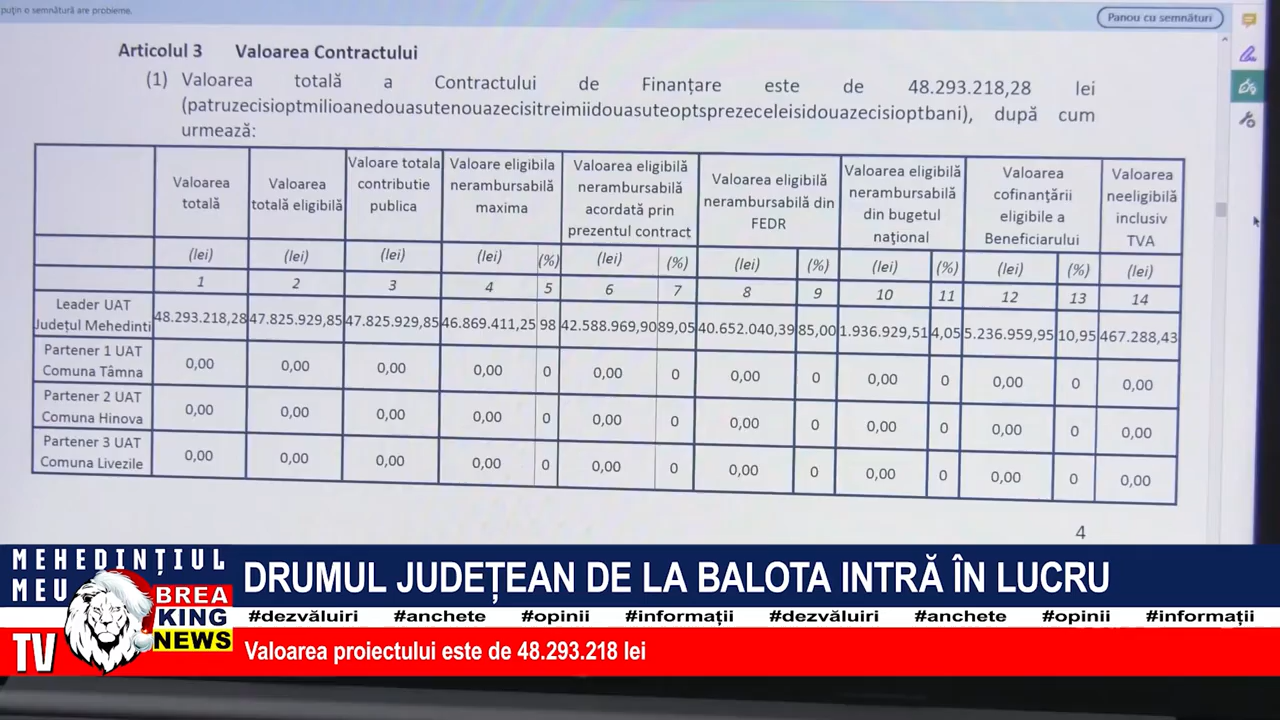 puțin o semnătură are probleme.
Panou cu semnături
Articolul 3 Valoarea Contractului
(1) Valoarea totală a Contractului de Finanțare este de 48.293.218,28 lei
(patruzecisioptmilioanedouasutenouazecisitreimiidouasuteoptsprezeceleisidouazecisioptbani), după cum
urmează:
Valoarea totală
Valoarea totală eligibilă
Valoare totala contributie publica
Valoare eligibila nerambursabilă maxima
Valoarea eligibilă nerambursabilă acordată prin prezentul contract
Valoarea eligibilă nerambursabilă din FEDR
Valoarea eligibilă nerambursabilă din bugetul naţional
Valoarea cofinanțării eligibile a Beneficiarului
Valoarea neeligibilă inclusiv TVA
(lei) (lei) (lei) (lei) (%) (lei) (%) (lei) (%) (lei) (%) (lei) (%) (lei)
1 2 3 4 5 6 7 8 9 10 11 12 13 14
Leader UAT Județul Mehedinti 48.293.218,28 47.825.929,85 47.825.929,85 46.869.411,25 98 42.588.969,90 89,05 40.652.040,39 85,00 1.936.929,51 4,05 5.236.959,95 10,95 467.288,43
Partener 1 UAT Comuna Tâmna 0,00 0,00 0,00 0,00 0 0,00 0 0,00 0 0,00 0 0,00 0 0,00
Partener 2 UAT Comuna Hinova 0,00 0,00 0,00 0,00 0 0,00 0 0,00 0 0,00 0 0,00 0 0,00
Partener 3 UAT Comuna Livezile 0,00 0,00 0,00 0,00 0 0,00 0 0,00 0 0,00 0 0,00 0 0,00
4
MEHEDINȚIUL
MEU
TV
BREA
KING
NEWS
DRUMUL JUDEȚEAN DE LA BALOTA INTRĂ ÎN LUCRU
#dezvăluiri #anchete #opinii #informații #dezvăluiri #anchete #opinii #informații
Valoarea proiectului este de 48.293.218 lei